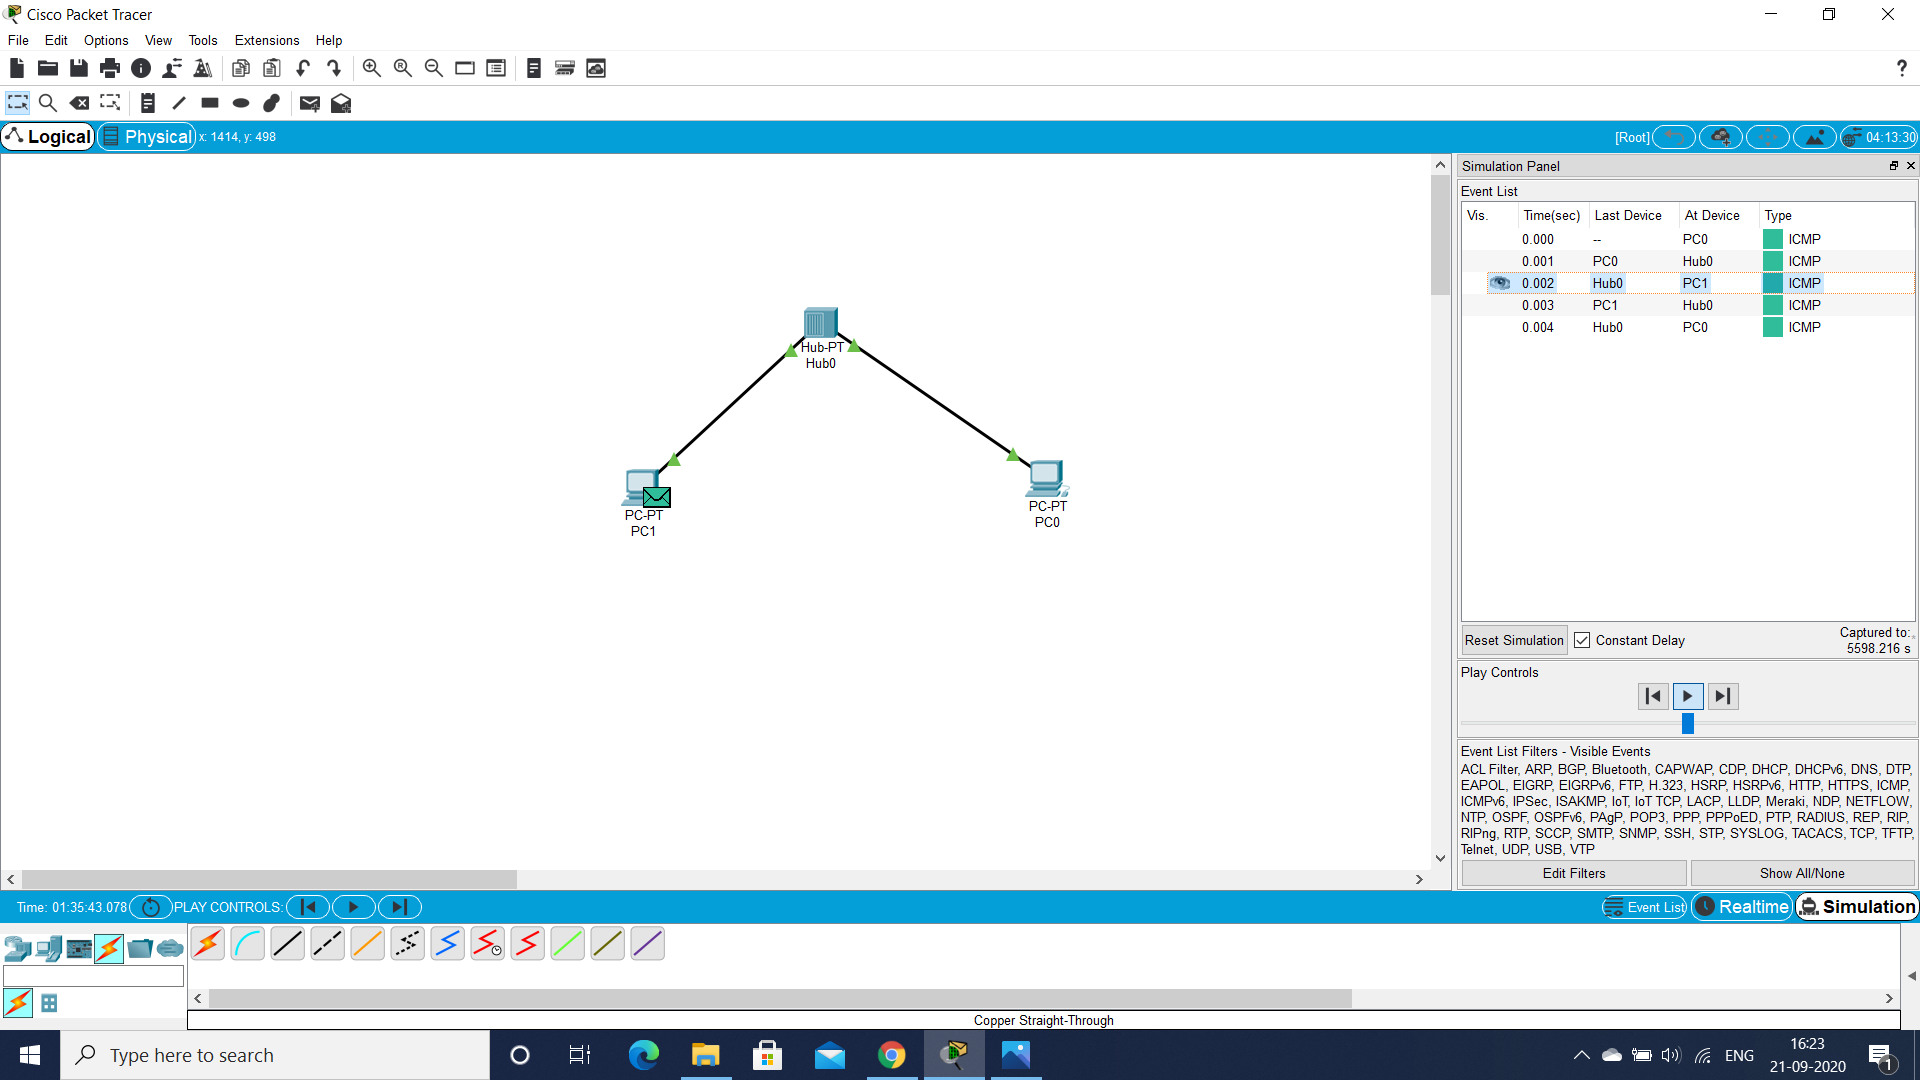 Cisco Packet Tracer
File Edit Options View Tools Extensions Help
?
Logical Physical x: 1414, y: 498 [Root] 04:13:30
Simulation Panel
Event List
Vis. Time(sec) Last Device At Device Type
0.000 -- PC0 ICMP
0.001 PC0 Hub0 ICMP
0.002 Hub0 PC1 ICMP
0.003 PC1 Hub0 ICMP
0.004 Hub0 PC0 ICMP
Hub-PT
Hub0
PC-PT
PC1
PC-PT
PC0
Reset Simulation Constant Delay Captured to:
5598.216 s
Play Controls
Event List Filters - Visible Events
ACL Filter, ARP, BGP, Bluetooth, CAPWAP, CDP, DHCP, DHCPv6, DNS, DTP,
EAPOL, EIGRP, EIGRPv6, FTP, H.323, HSRP, HSRPv6, HTTP, HTTPS, ICMP,
ICMPv6, IPSec, ISAKMP, IoT, IoT TCP, LACP, LLDP, Meraki, NDP, NETFLOW,
NTP, OSPF, OSPFv6, PAgP, POP3, PPP, PPPoED, PTP, RADIUS, REP, RIP,
RIPng, RTP, SCCP, SMTP, SNMP, SSH, STP, SYSLOG, TACACS, TCP, TFTP,
Telnet, UDP, USB, VTP
Edit Filters Show All/None
Time: 01:35:43.078 PLAY CONTROLS: Event List Realtime Simulation
Copper Straight-Through
Type here to search
ENG
16:23
21-09-2020
1